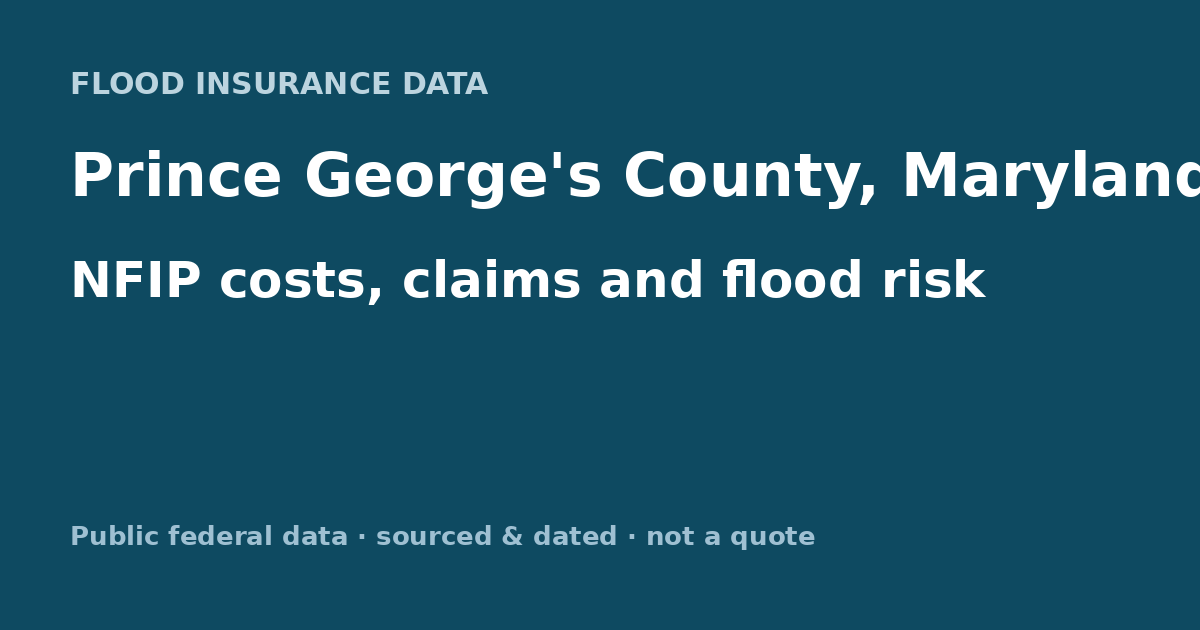 FLOOD INSURANCE DATA
Prince George's County, Maryland
NFIP costs, claims and flood risk
Public federal data · sourced & dated · not a quote